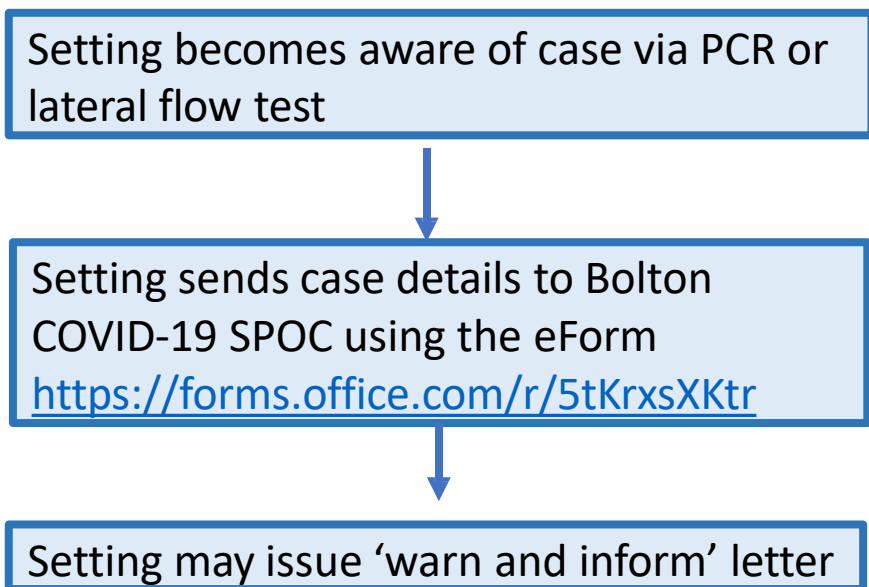 Setting becomes aware of case via PCR or
lateral flow test
Setting sends case details to Bolton
COVID-19 SPOC using the eForm
https://forms.office.com/r/5tKrxsXKtr
Setting may issue ‘warn and inform’ letter